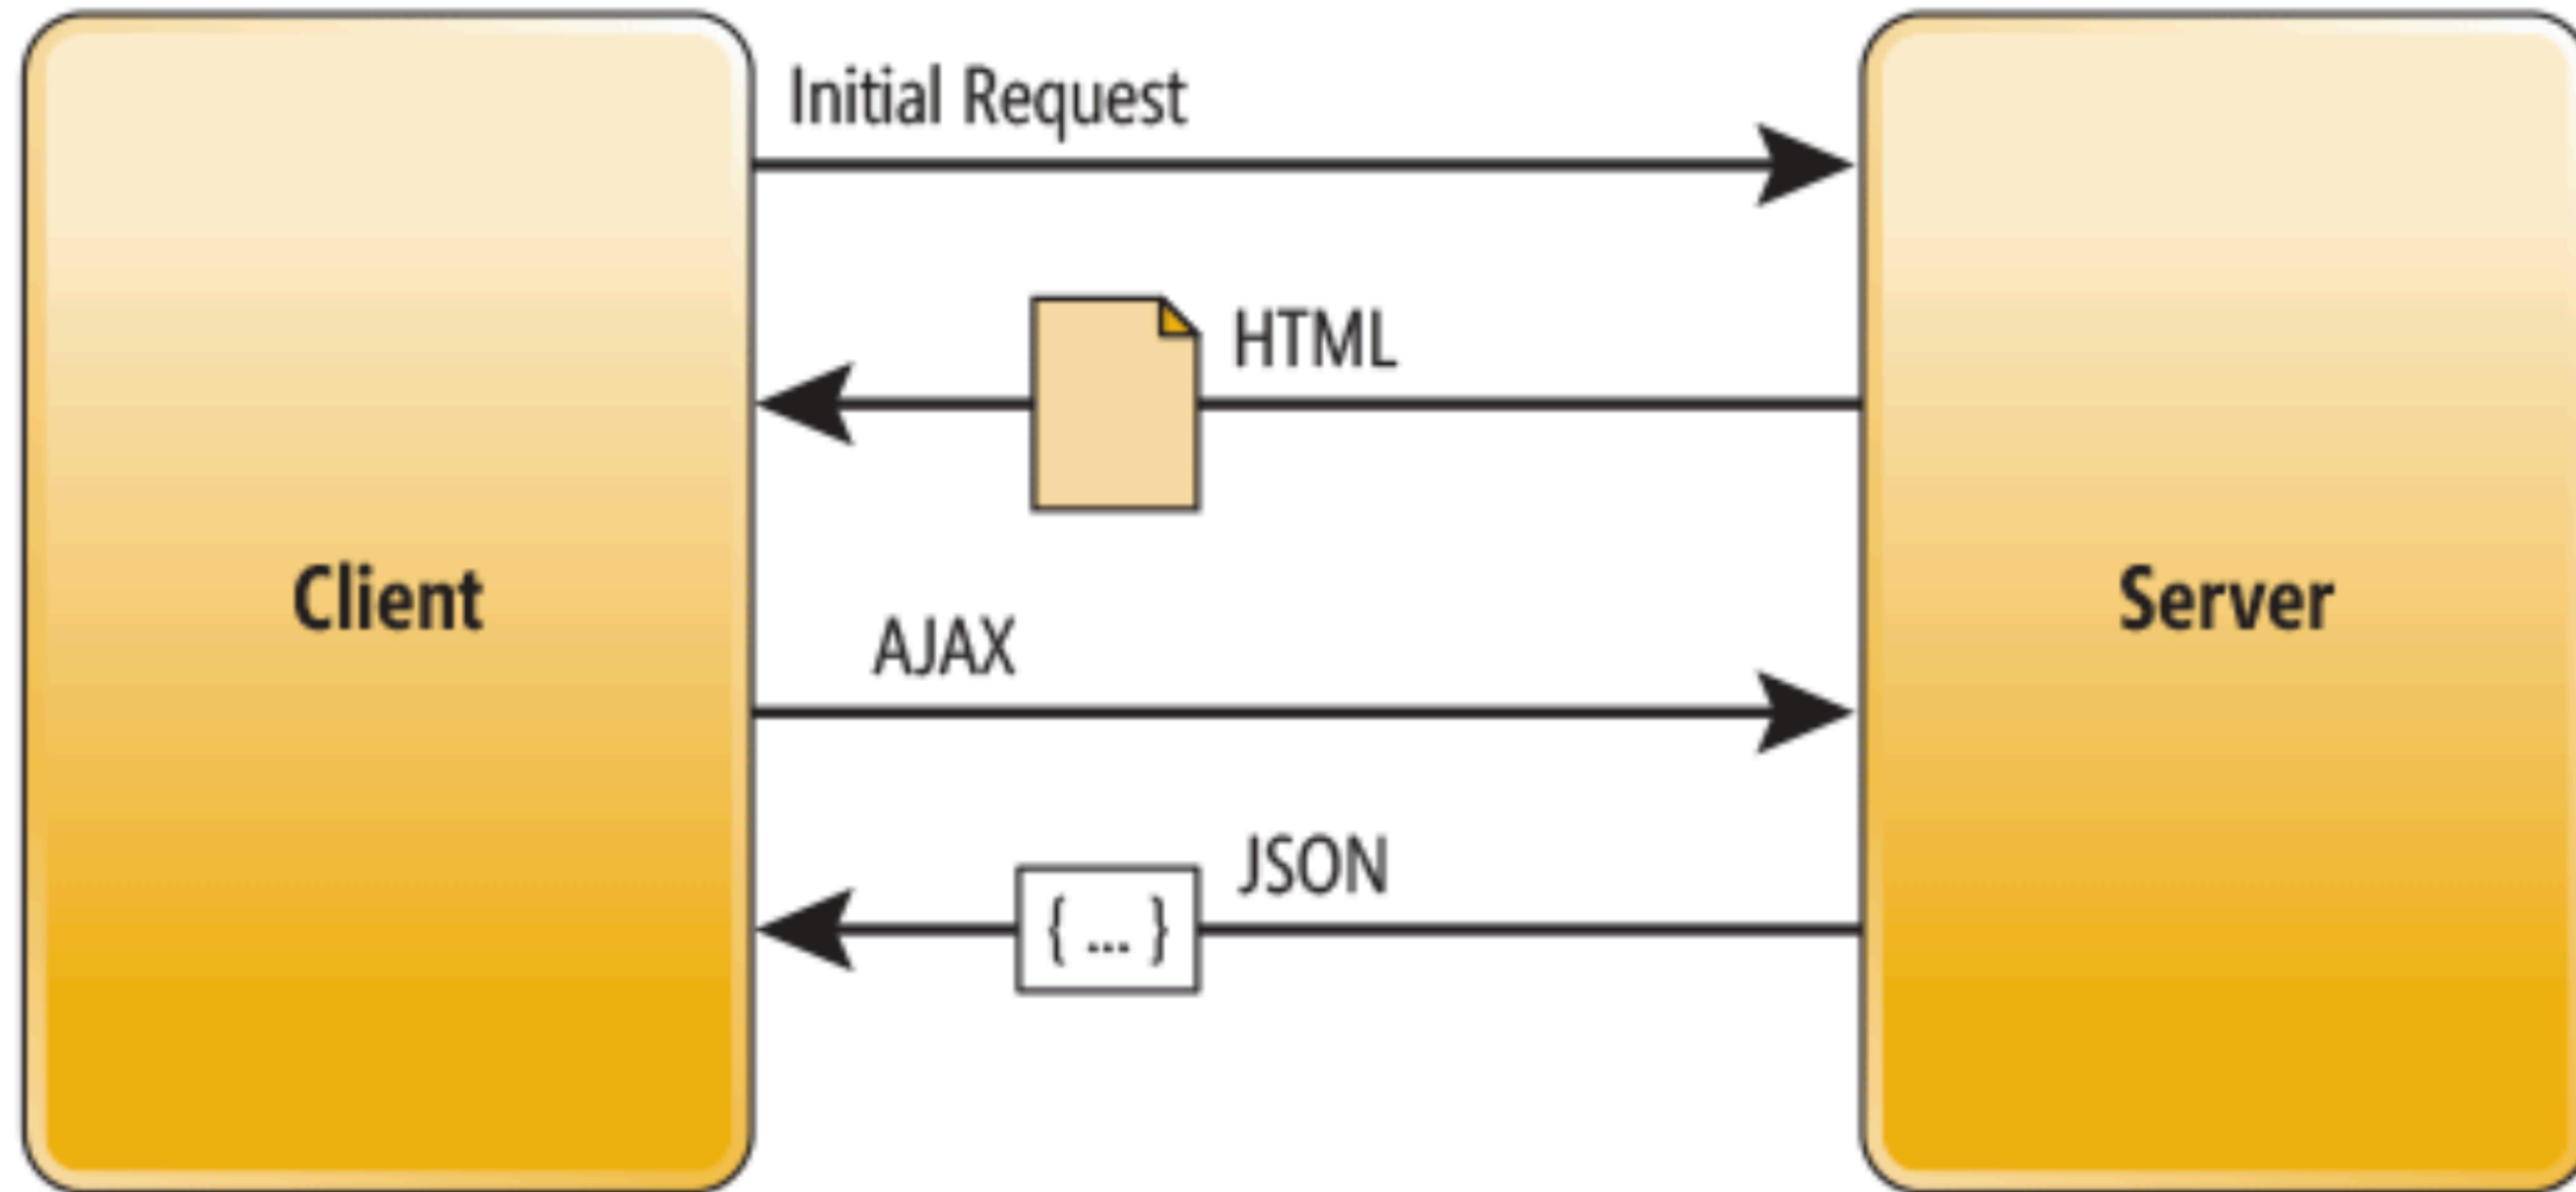 Initial Request
HTML
Client
Server
AJAX
JSON
{ ... }